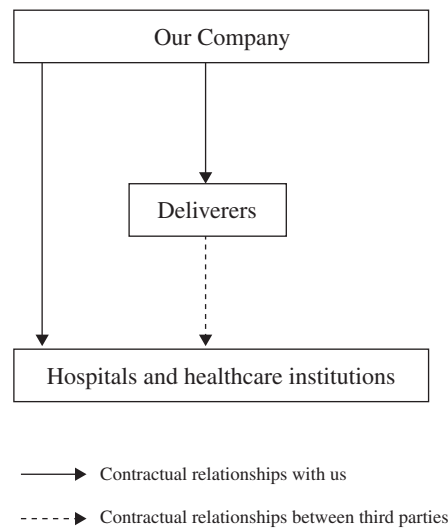 Our Company
Deliverers
Hospitals and healthcare institutions
Contractual relationships with us
Contractual relationships between third parties